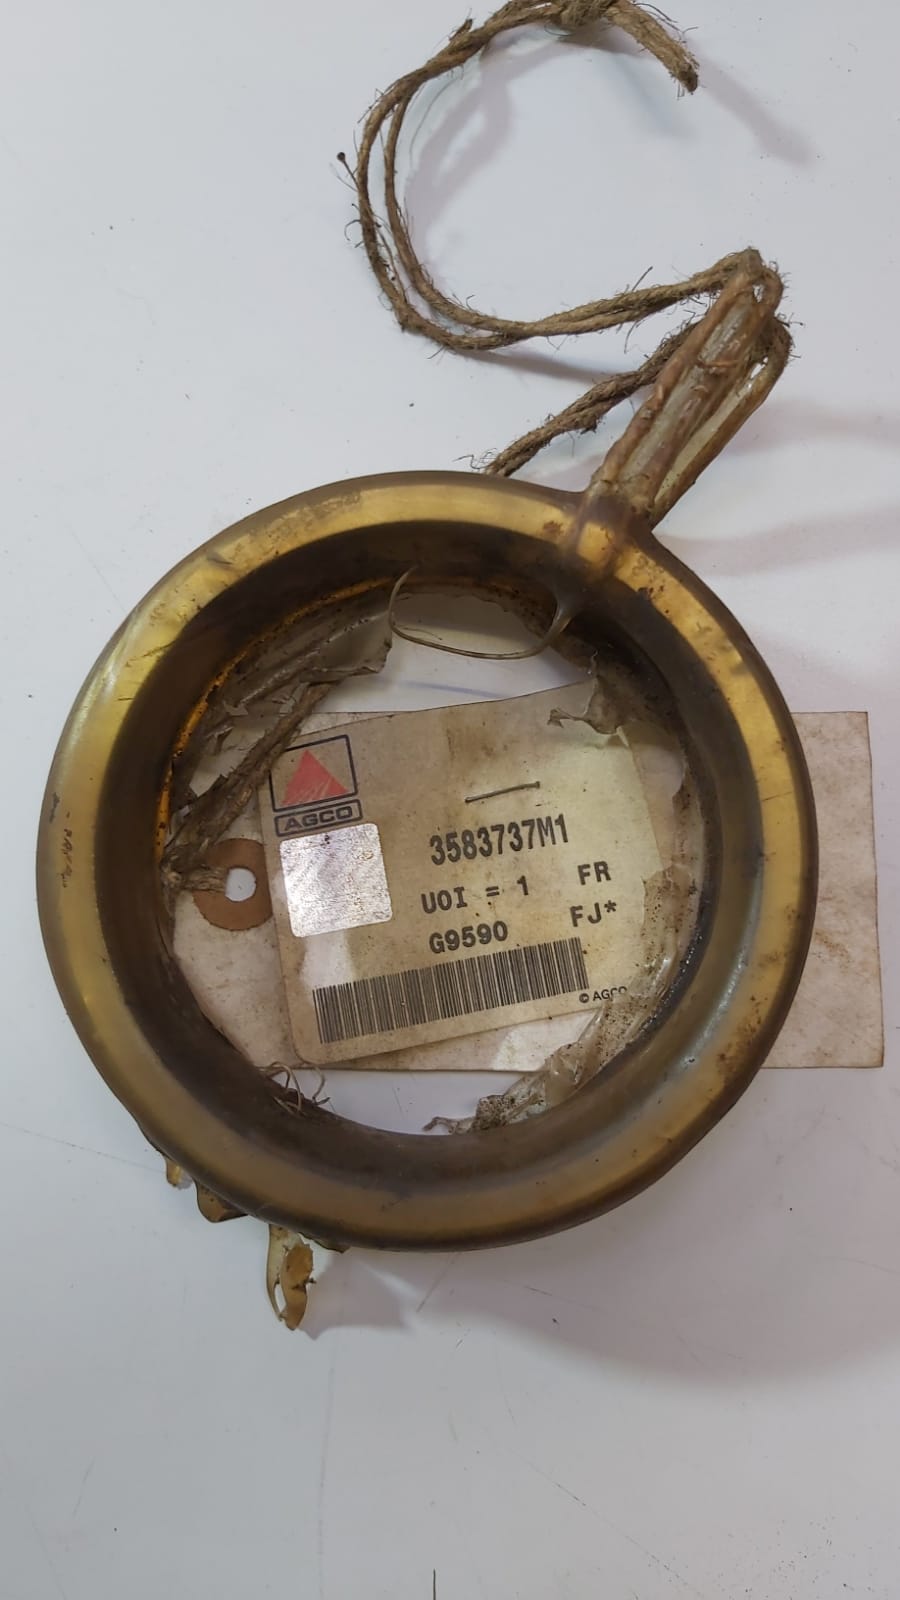 AGCO
3583737M1
UOI = 1 FR
G9590 FJ*
© AGCO